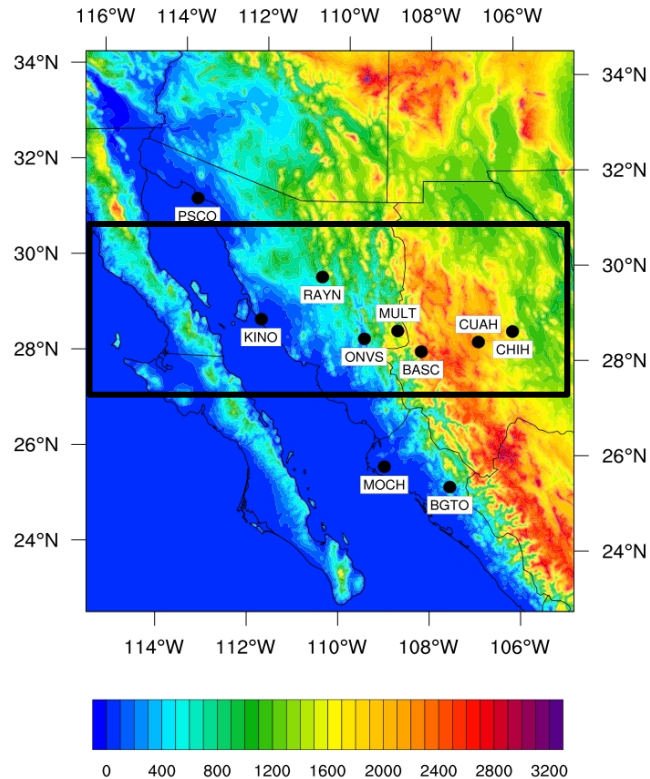 116°W 114°W 112°W 110°W 108°W 106°W
34°N 34°N
32°N 32°N
PSCO
30°N 30°N
RAYN
MULT
KINO CUAH
ONVS CHIH
28°N BASC 28°N
26°N 26°N
MOCH
BGTO
24°N 24°N
114°W 112°W 110°W 108°W 106°W
0 400 800 1200 1600 2000 2400 2800 3200